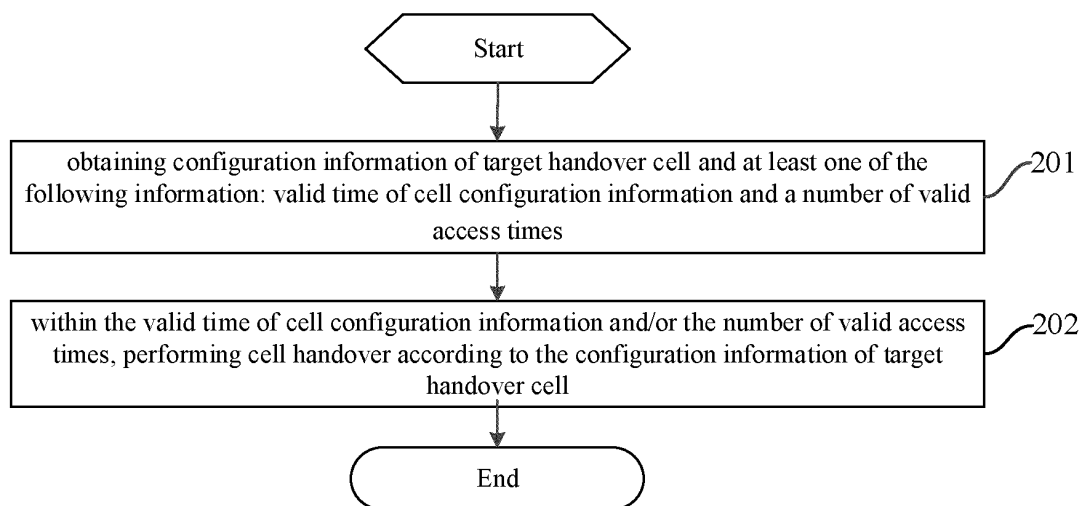 Start
obtaining configuration information of target handover cell and at least one of the
following information: valid time of cell configuration information and a number of valid
access times
201
within the valid time of cell configuration information and/or the number of valid access
times, performing cell handover according to the configuration information of target
handover cell
202
End